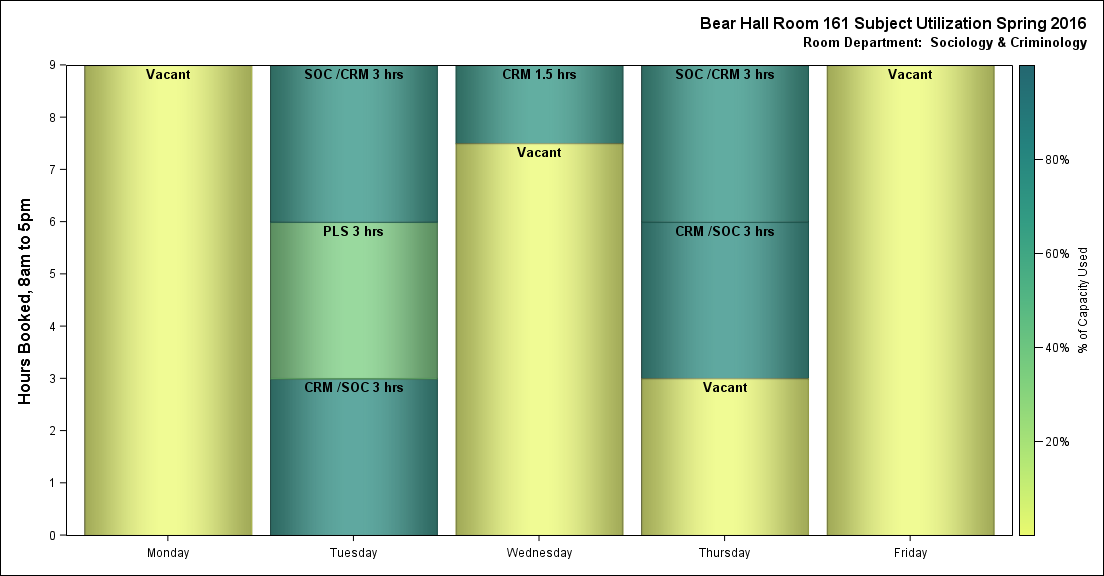 Bear Hall Room 161 Subject Utilization Spring 2016
Room Department:  Sociology & Criminology
Hours Booked, 8am to 5pm
9
8
7
6
5
4
3
2
1
0
Vacant
SOC /CRM 3 hrs
PLS 3 hrs
CRM /SOC 3 hrs
CRM 1.5 hrs
Vacant
SOC /CRM 3 hrs
CRM /SOC 3 hrs
Vacant
Vacant
Monday
Tuesday
Wednesday
Thursday
Friday
80%
60%
40%
20%
% of Capacity Used